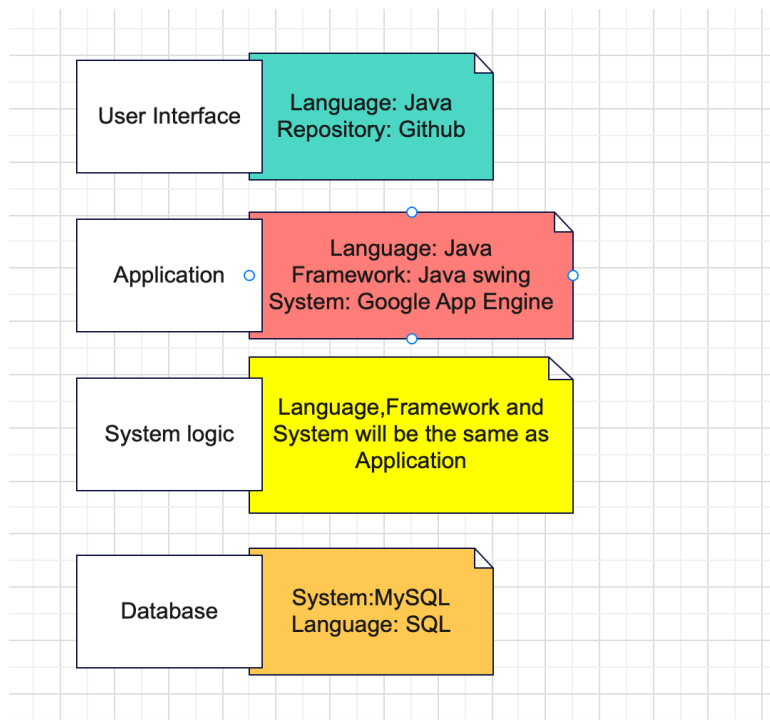 User Interface
Language: Java
Repository: Github
Application
Language: Java
Framework: Java swing
System: Google App Engine
System logic
Language,Framework and
System will be the same as
Application
Database
System:MySQL
Language: SQL